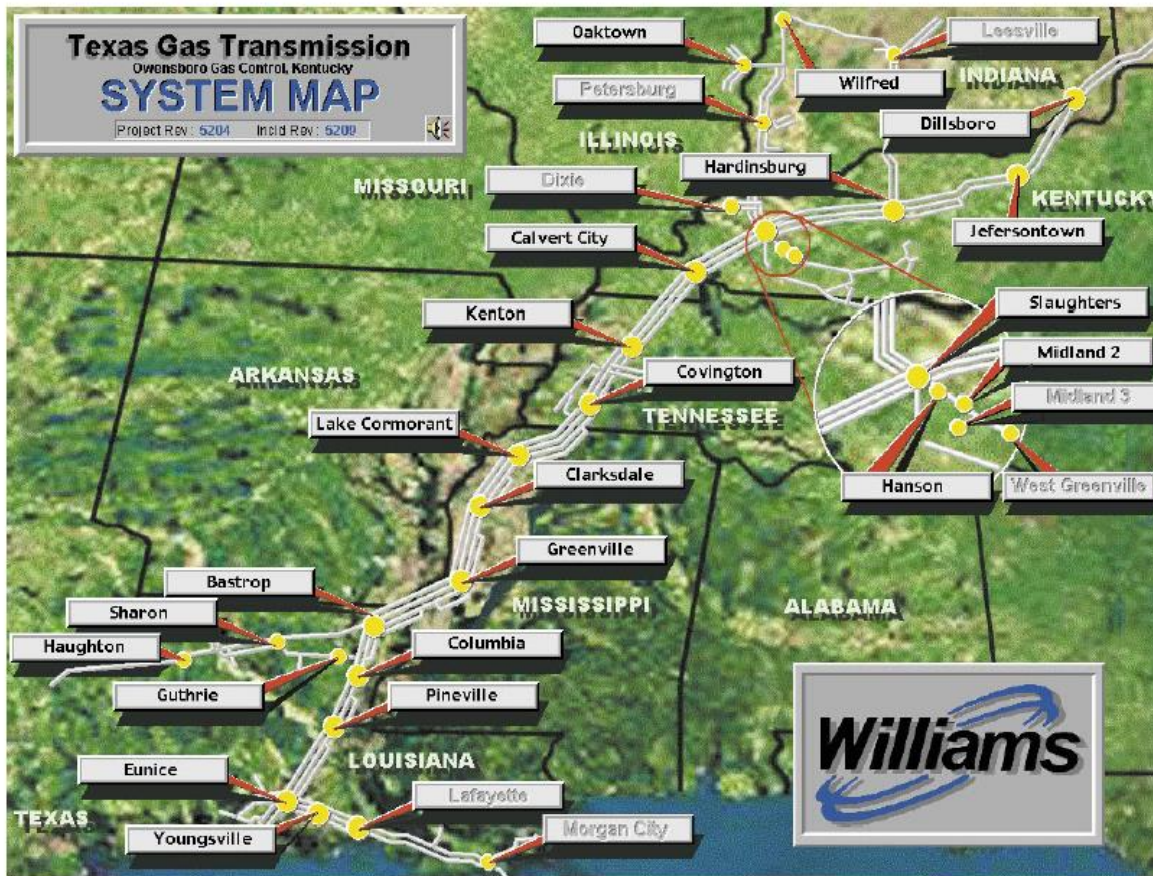 Texas Gas Transmission
Owensboro Gas Control, Kentucky
SYSTEM MAP
Project Rev : 5204 Incld Rev : 5209
Oaktown
Leesville
Wilfred
INDIANA
Petersburg
Dillsboro
ILLINOIS
Hardinsburg
MISSOURI
Dixie
KENTUCKY
Calvert City
Jefersontown
Kenton
Slaughters
Midland 2
ARKANSAS
Covington
Midland 3
TENNESSEE
Lake Cormorant
Clarksdale
Hanson
West Greenville
Greenville
Bastrop
MISSISSIPPI
ALABAMA
Sharon
Haughton
Columbia
Guthrie
Pineville
Williams
Eunice
LOUISIANA
Lafayette
TEXAS
Youngsville
Morgan City